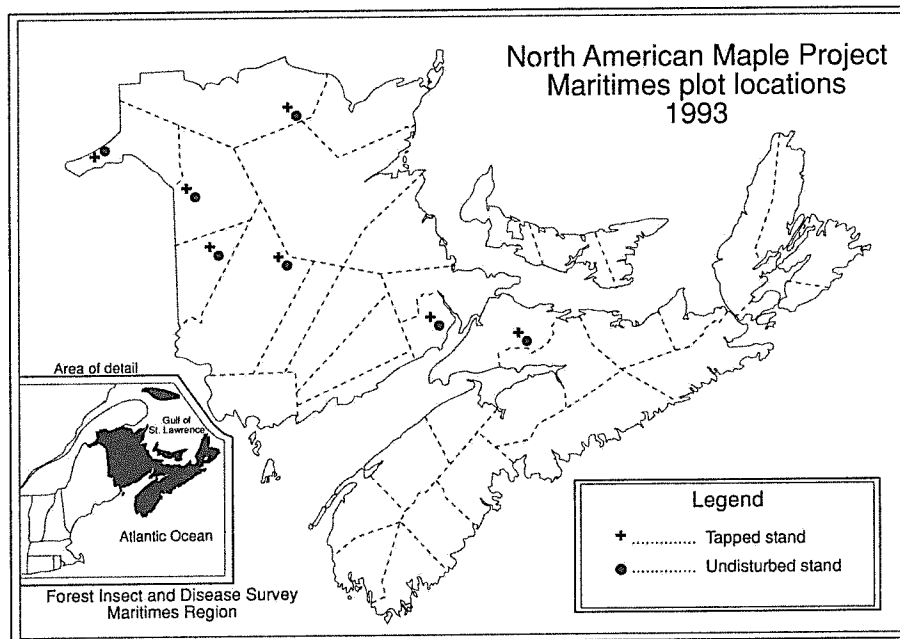 North American Maple Project
Maritimes plot locations
1993
Area of detail
Gulf of
St. Lawrence
Atlantic Ocean
Forest Insect and Disease Survey
Maritimes Region
Legend
+ ............. Tapped stand
● ............. Undisturbed stand